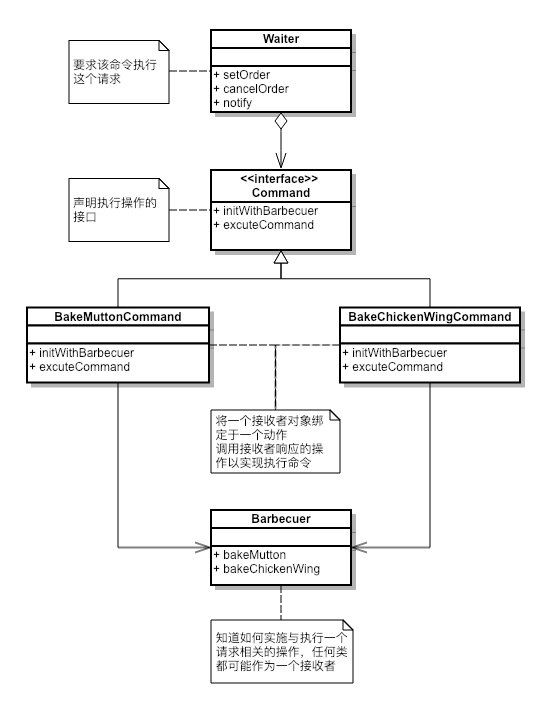 Waiter
要求该命令执行
这个请求
+ setOrder
+ cancelOrder
+ notify
<<interface>>
Command
声明执行操作的
接口
+ initWithBarbecuer
+ excuteCommand
BakeMuttonCommand
BakeChickenWingCommand
+ initWithBarbecuer
+ excuteCommand
+ initWithBarbecuer
+ excuteCommand
将一个接收者对象绑
定于一个动作
调用接收者响应的操
作以实现执行命令
Barbecuer
+ bakeMutton
+ bakeChickenWing
知道如何实施与执行一个
请求相关的操作，任何类
都可能作为一个接收者